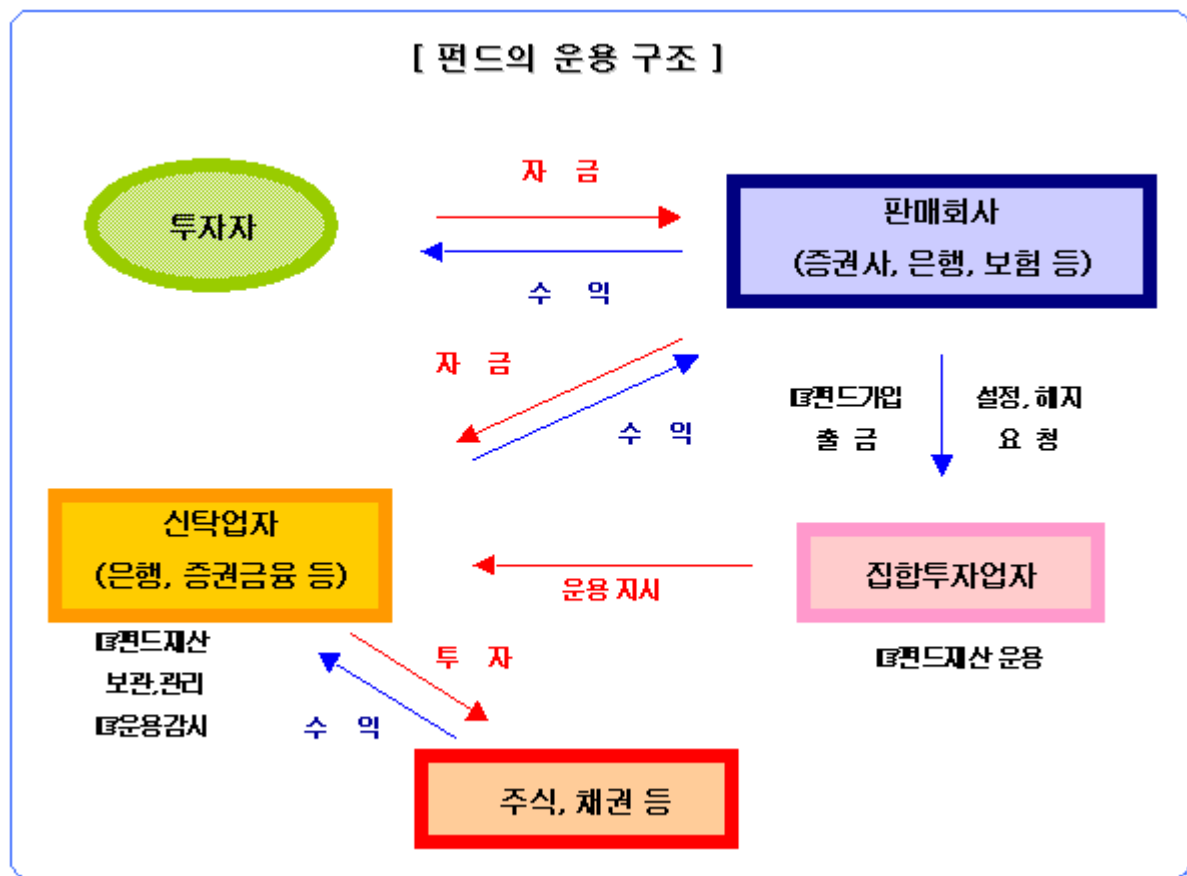 [ 펀드의 운용 구조 ]
자 금
투자자
판매회사
(증권사, 은행, 보험 등)
수 익
자 금
수 익
☞펀드가입
출 금
설정, 해지
요 청
신탁업자
(은행, 증권금융 등)
운용 지시
집합투자업자
☞펀드재산
보관,관리
☞운용감시
투 자
수 익
☞펀드재산 운용
주식, 채권 등